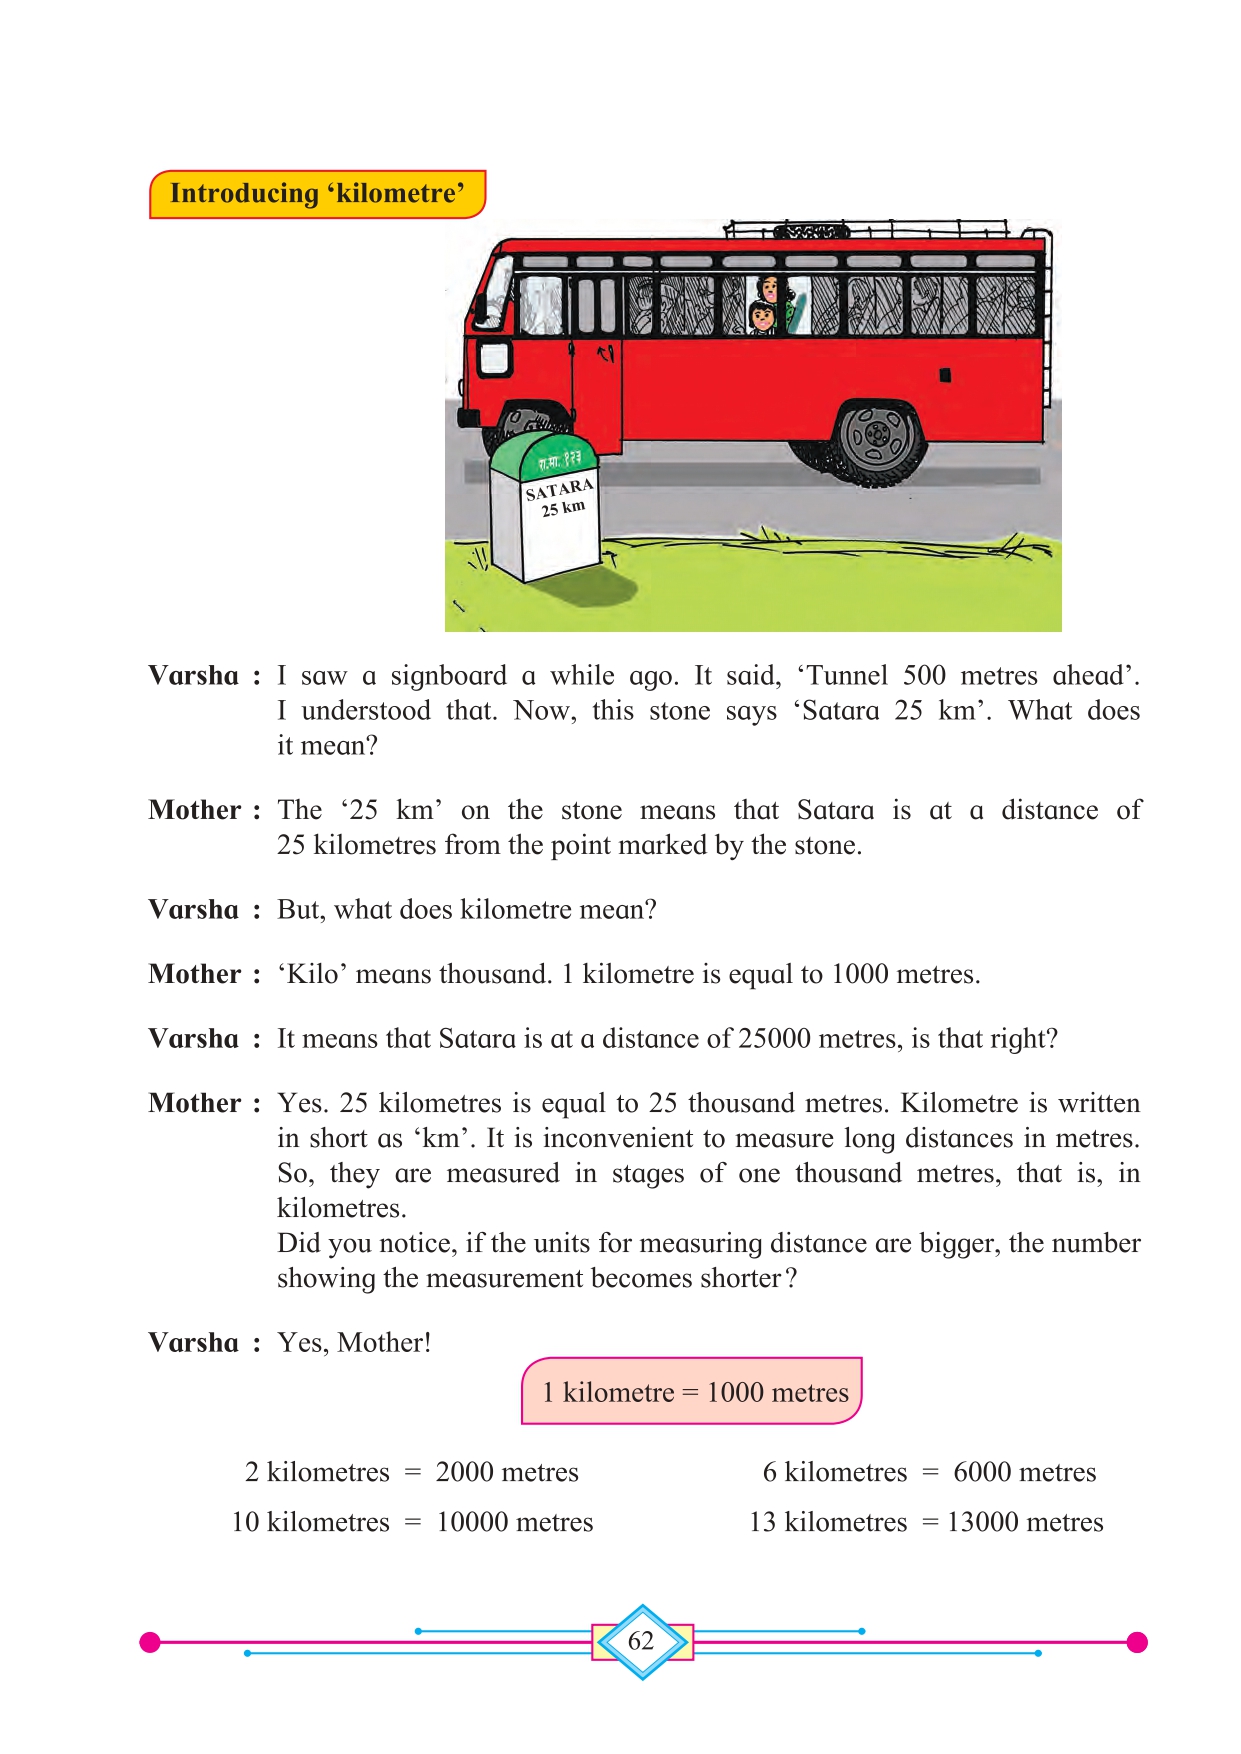 Introducing ‘kilometre’
रा.मा. १२३
SATARA
25 km
Varsha : I saw a signboard a while ago. It said, ‘Tunnel 500 metres ahead’.
I understood that. Now, this stone says ‘Satara 25 km’. What does
it mean?
Mother : The ‘25 km’ on the stone means that Satara is at a distance of
25 kilometres from the point marked by the stone.
Varsha : But, what does kilometre mean?
Mother : ‘Kilo’ means thousand. 1 kilometre is equal to 1000 metres.
Varsha : It means that Satara is at a distance of 25000 metres, is that right?
Mother : Yes. 25 kilometres is equal to 25 thousand metres. Kilometre is written
in short as ‘km’. It is inconvenient to measure long distances in metres.
So, they are measured in stages of one thousand metres, that is, in
kilometres.
Did you notice, if the units for measuring distance are bigger, the number
showing the measurement becomes shorter?
Varsha : Yes, Mother!
1 kilometre = 1000 metres
2 kilometres = 2000 metres 6 kilometres = 6000 metres
10 kilometres = 10000 metres 13 kilometres = 13000 metres
62